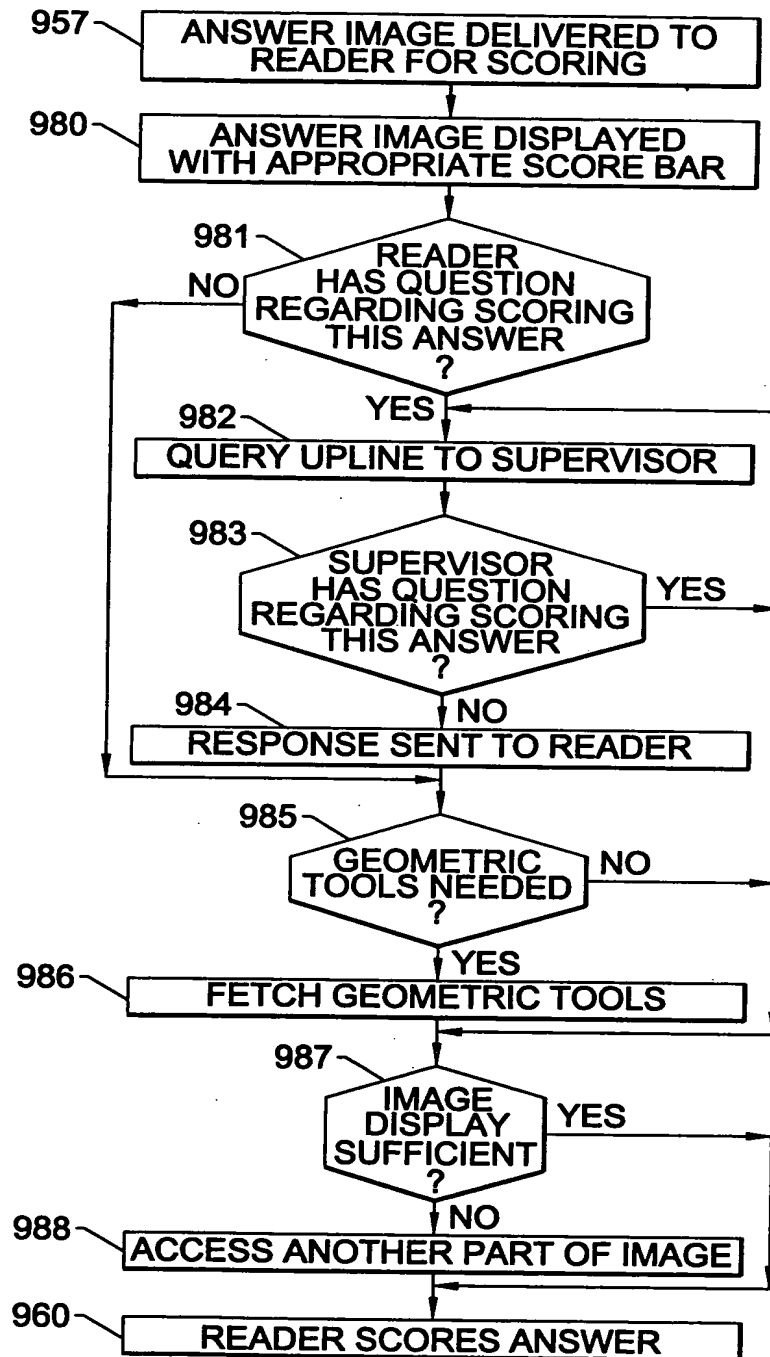 957
ANSWER IMAGE DELIVERED TO
READER FOR SCORING
980
ANSWER IMAGE DISPLAYED
WITH APPROPRIATE SCORE BAR
981
READER
HAS QUESTION
REGARDING SCORING
THIS ANSWER
?
NO
YES
982
QUERY UPLINE TO SUPERVISOR
983
SUPERVISOR
HAS QUESTION
REGARDING SCORING
THIS ANSWER
?
YES
NO
984
RESPONSE SENT TO READER
985
GEOMETRIC
TOOLS NEEDED
?
NO
YES
986
FETCH GEOMETRIC TOOLS
987
IMAGE
DISPLAY
SUFFICIENT
?
YES
NO
988
ACCESS ANOTHER PART OF IMAGE
960
READER SCORES ANSWER